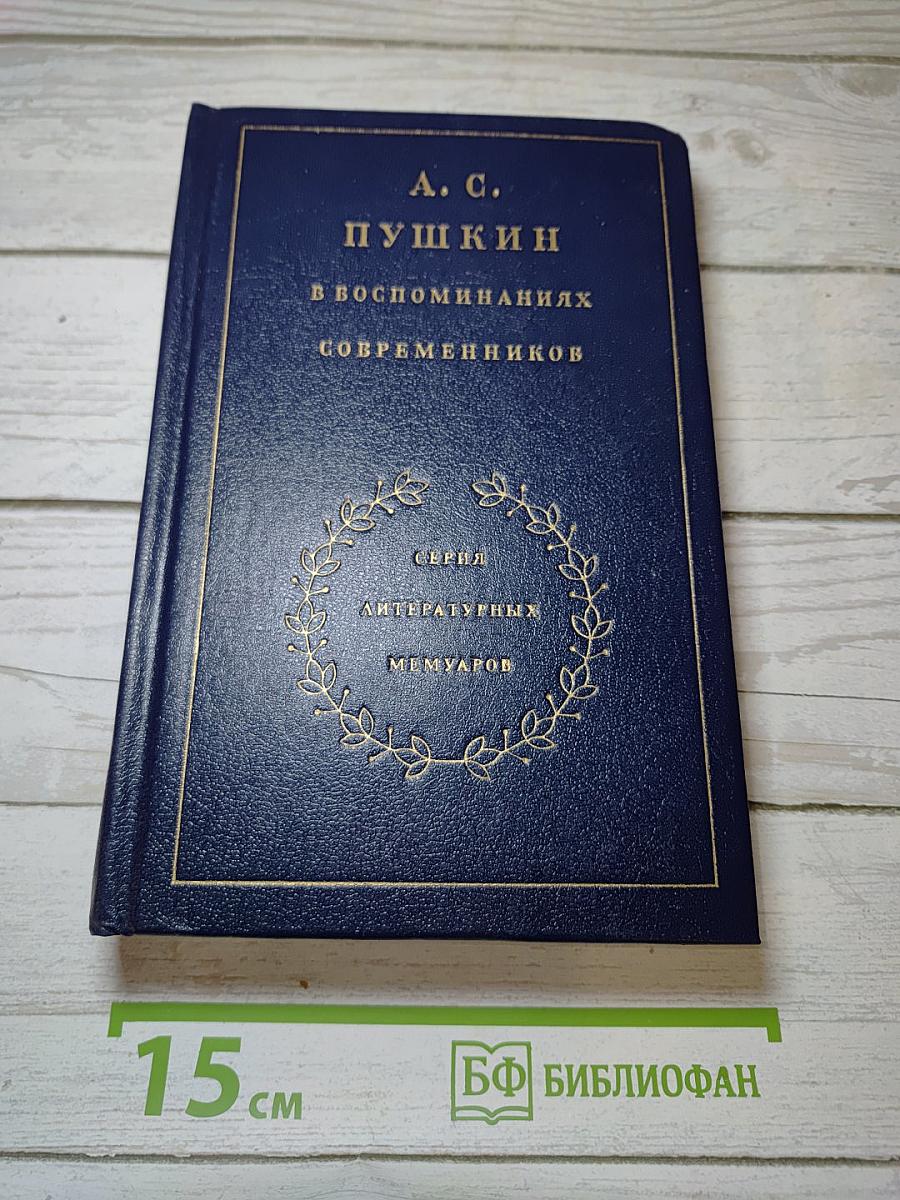 А. С.
ПУШКИН
В ВОСПОМИНАНИЯХ
СОВРЕМЕННИКОВ
СЕРИЯ
ЛИТЕРАТУРНЫХ
МЕМУАРОВ
15 см
БФ БИБЛИОФАН